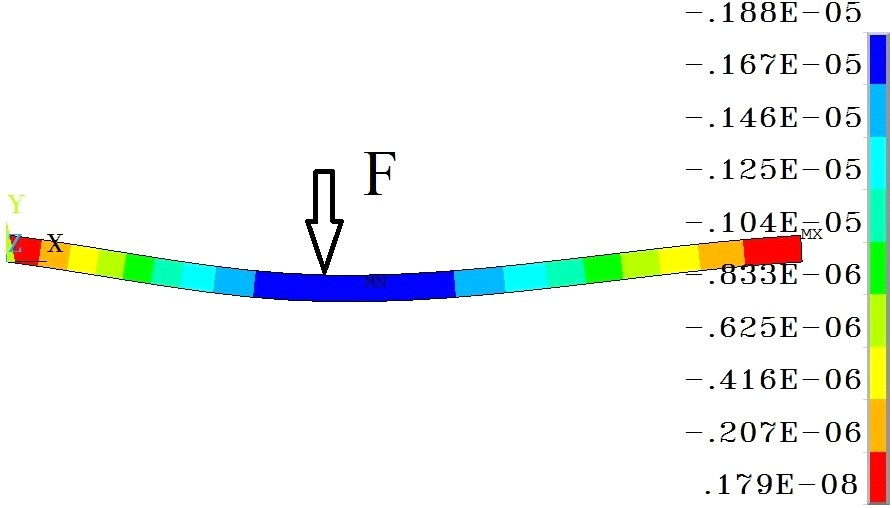 -.188E-05
-.167E-05
-.146E-05
-.125E-05
F
Y
-.104E-05
Z X
MX
-.833E-06
MN
-.625E-06
-.416E-06
-.207E-06
.179E-08